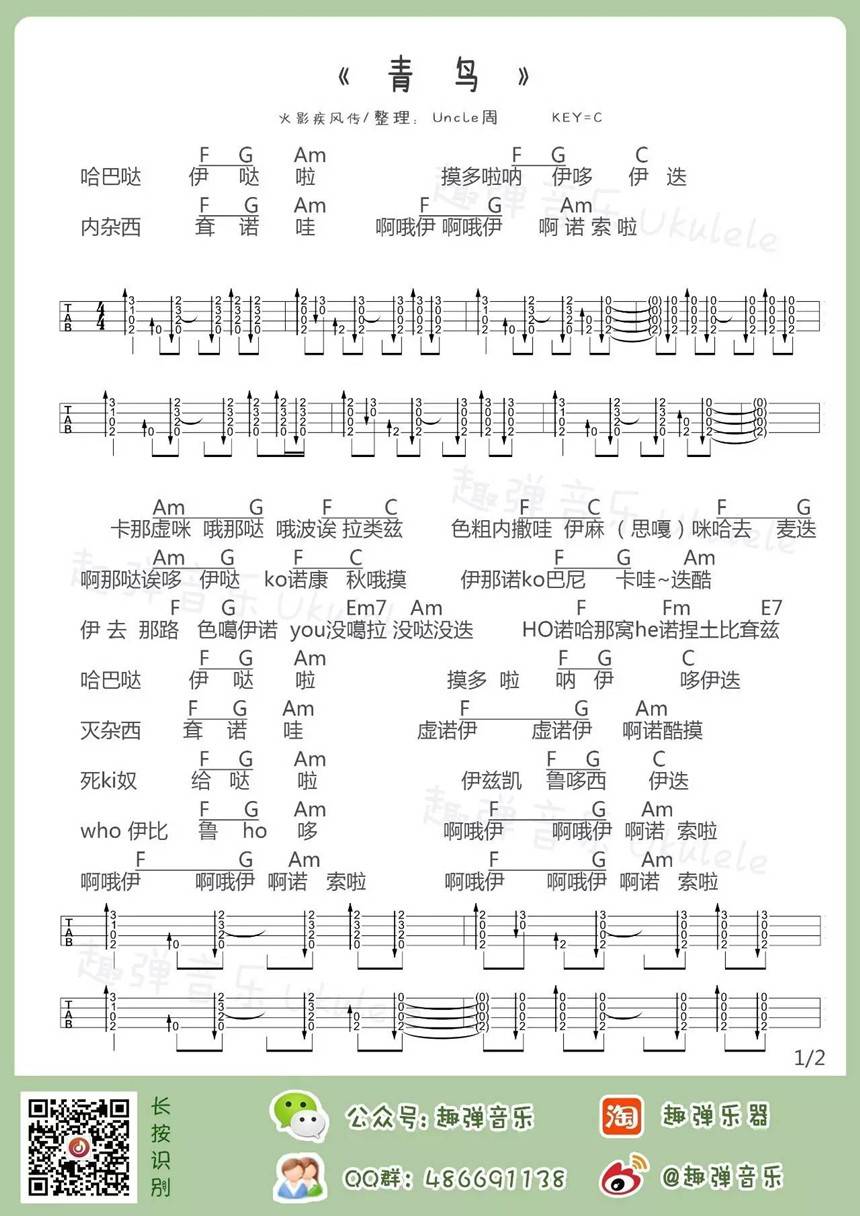 《 青 鸟 》
火影疾风传/整理：Uncle周 KEY=C
F G Am F G C
哈巴哒 伊 哒 啦 摸多啦呐 伊哆 伊 迭
F G Am F G Am
内杂西 耷 诺 哇 啊哦伊 啊哦伊 啊 诺 索 啦
Am G F C F C F G
卡那虚咪 哦那哒 哦波诶 拉类兹 色粗内撒哇 伊麻（思嘎）咪哈去 麦迭
Am G F C F G Am
啊那哒诶哆 伊哒 ko诺康 秋哦摸 伊那诺ko巴尼 卡哇~迭酷
F G Em7 Am F Fm E7
伊 去 那路 色噶伊诺 you没噶拉 没哒没迭 HO诺哈那窝he诺捏土比耷兹
F G Am F G C
哈巴哒 伊 哒 啦 摸多 啦 呐 伊 哆伊迭
F G Am F G Am
灭杂西 耷 诺 哇 虚诺伊 虚诺伊 啊诺酷摸
F G Am F G C
死ki奴 给 哒 啦 伊兹凯 鲁哆西 伊迭
F G Am F G Am
who 伊比 鲁 ho 哆 啊哦伊 啊哦伊 啊诺 索啦
F G Am F G Am
啊哦伊 啊哦伊 啊诺 索啦 啊哦伊 啊哦伊 啊诺 索啦
1/2
长按识别
公众号：趣弹音乐
趣弹乐器
QQ群：486691138
@趣弹音乐
淘
趣弹音乐 Ukulele